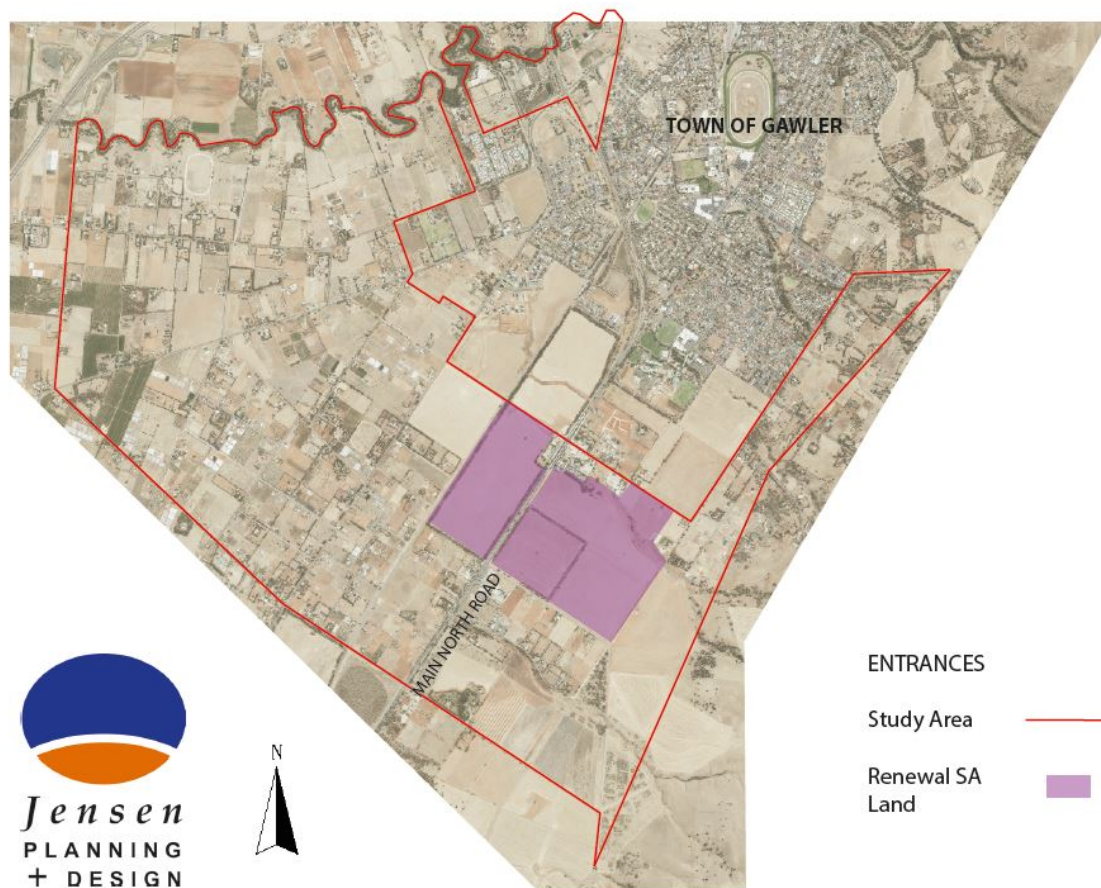 TOWN OF GAWLER
MAIN NORTH ROAD
ENTRANCES
Study Area
Renewal SA
Land
N
Jensen
PLANNING
+ DESIGN